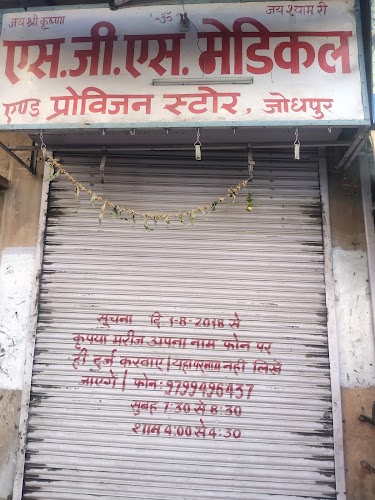 जय श्री कृष्णा ॐ जय श्याम री
एस.जी.एस. मेडिकल
एण्ड प्रोविजन स्टोर, जोधपुर
सूचना दि 1-8-2018 से
कृपया मरीज अपना नाम फोन पर
ही दुर्ज करवाए। यहा पर नाम नही लिखे
जाएगे। फोन: 9799496437
सुबह 7:30 से 8:30
शाम 4:00 से 4:30